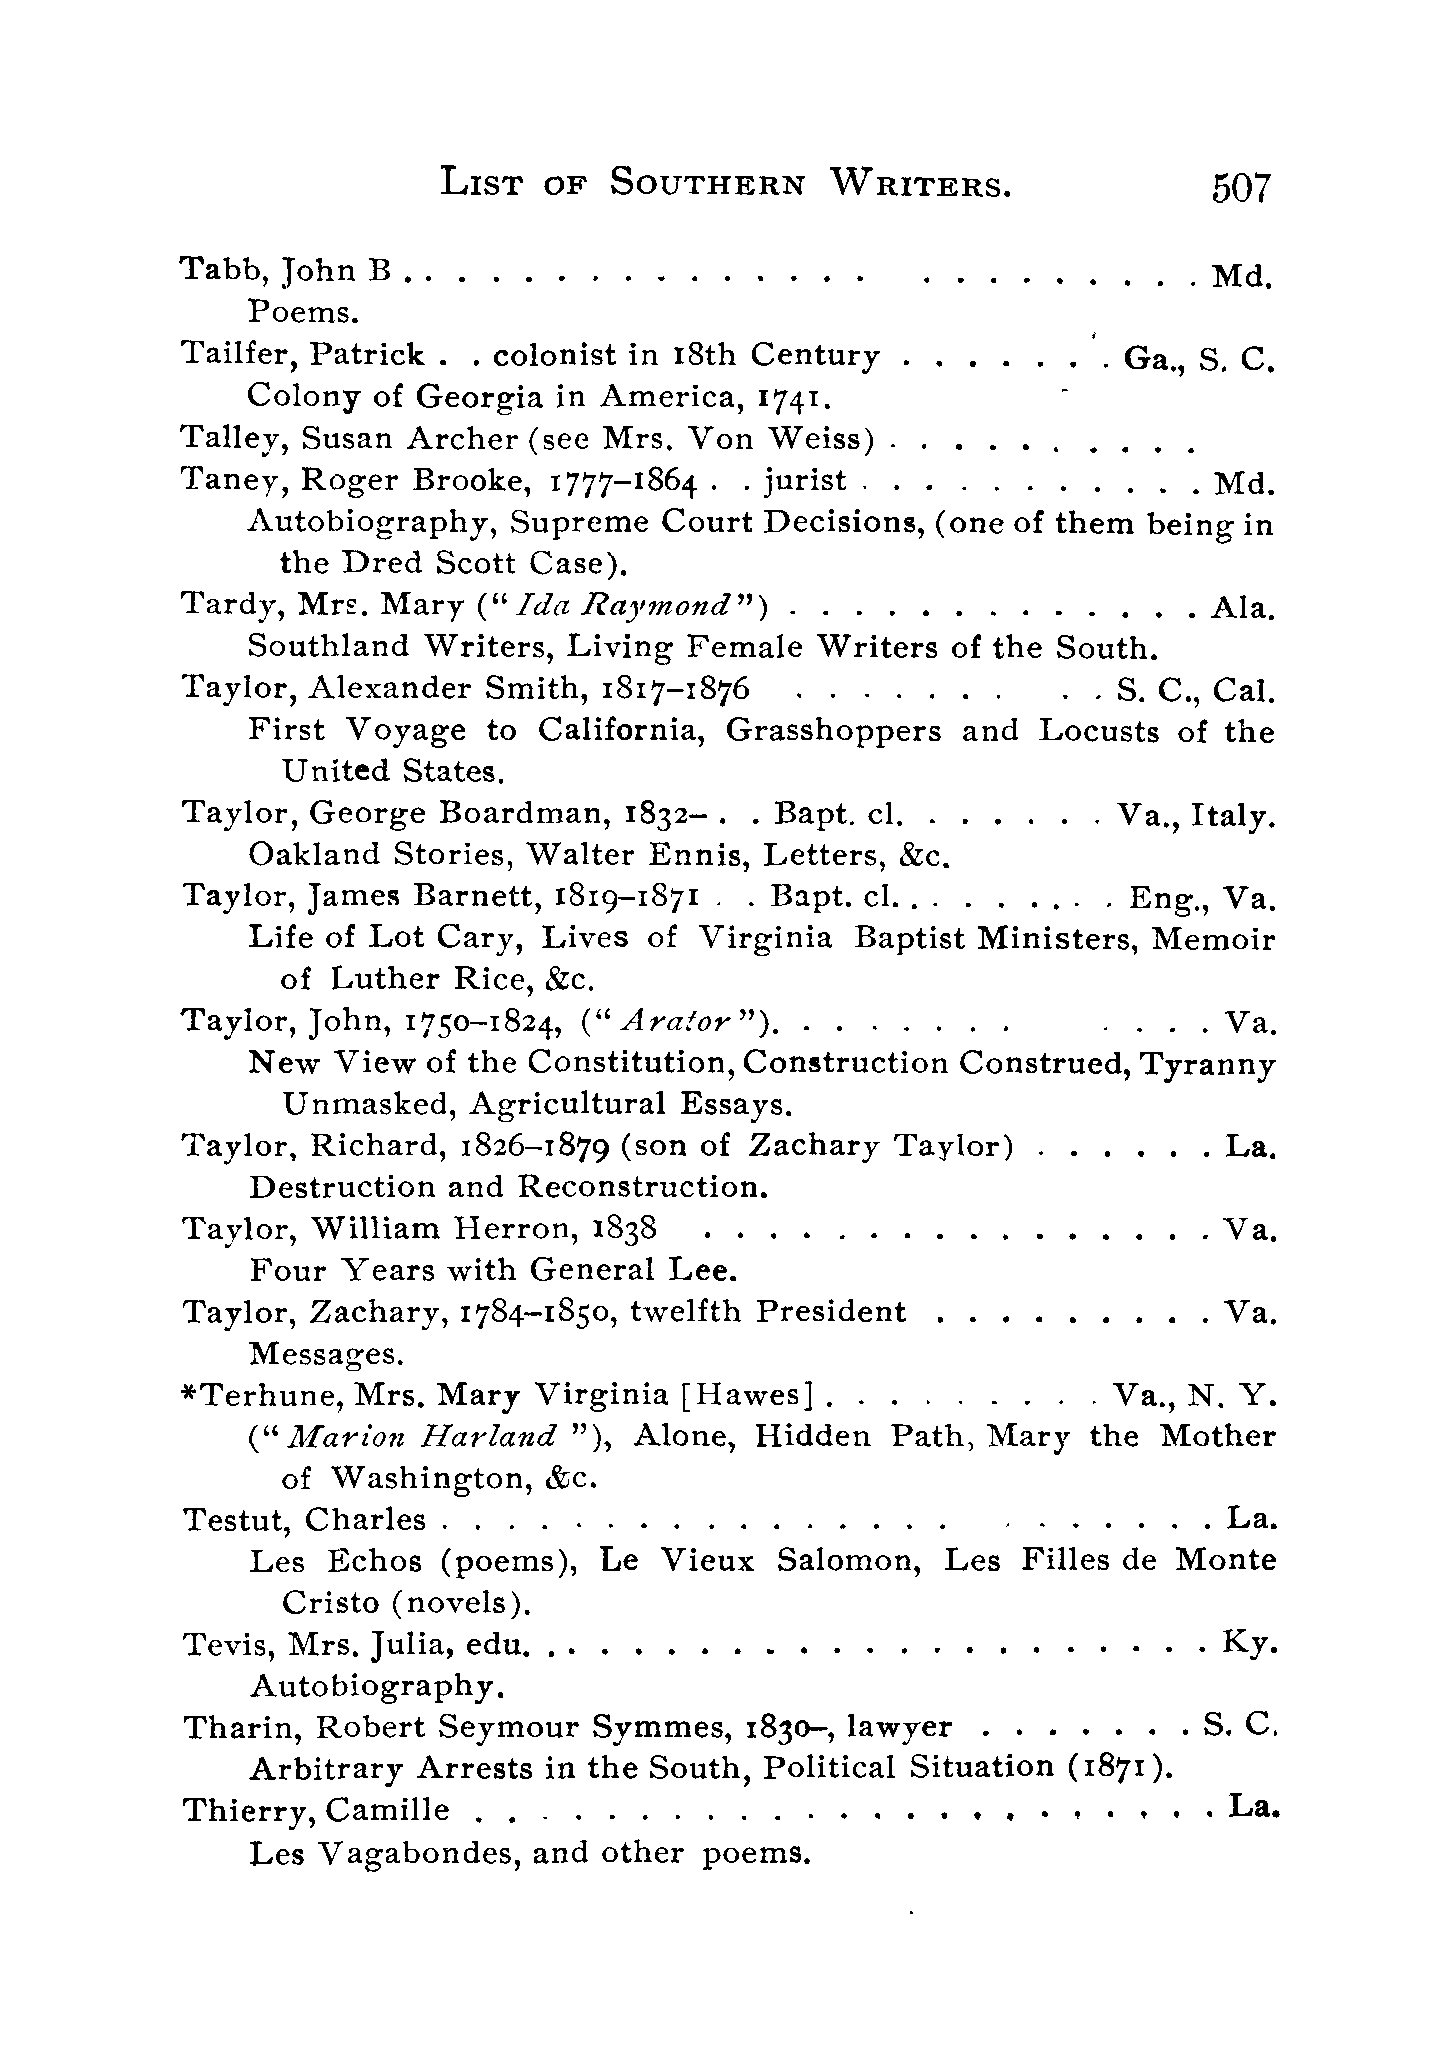 LIST OF SOUTHERN WRITERS. 507
Tabb, John B . . . . . . . . . . . . . . . . . . . . . . . . Md.
Poems.
Tailfer, Patrick . . colonist in 18th Century . . . . . . . Ga., S. C.
Colony of Georgia in America, 1741.
Talley, Susan Archer (see Mrs. Von Weiss) . . . . . . . . . .
Taney, Roger Brooke, 1777–1864 . . jurist . . . . . . . . . . . Md.
Autobiography, Supreme Court Decisions, (one of them being in
the Dred Scott Case).
Tardy, Mrs. Mary (“Ida Raymond”) . . . . . . . . . . . . . Ala.
Southland Writers, Living Female Writers of the South.
Taylor, Alexander Smith, 1817–1876 . . . . . . . . . S. C., Cal.
First Voyage to California, Grasshoppers and Locusts of the
United States.
Taylor, George Boardman, 1832– . . Bapt. cl. . . . . . . Va., Italy.
Oakland Stories, Walter Ennis, Letters, &c.
Taylor, James Barnett, 1819–1871 . . Bapt. cl. . . . . . . . . Eng., Va.
Life of Lot Cary, Lives of Virginia Baptist Ministers, Memoir
of Luther Rice, &c.
Taylor, John, 1750–1824, (“Arator”). . . . . . . . . . . . Va.
New View of the Constitution, Construction Construed, Tyranny
Unmasked, Agricultural Essays.
Taylor, Richard, 1826–1879 (son of Zachary Taylor) . . . . . . La.
Destruction and Reconstruction.
Taylor, William Herron, 1838 . . . . . . . . . . . . . . . . Va.
Four Years with General Lee.
Taylor, Zachary, 1784–1850, twelfth President . . . . . . . . . Va.
Messages.
*Terhune, Mrs. Mary Virginia [Hawes] . . . . . . . . . Va., N. Y.
(“Marion Harland”), Alone, Hidden Path, Mary the Mother
of Washington, &c.
Testut, Charles . . . . . . . . . . . . . . . . . . . . . . . La.
Les Echos (poems), Le Vieux Salomon, Les Filles de Monte
Cristo (novels).
Tevis, Mrs. Julia, edu. . . . . . . . . . . . . . . . . . . . . . Ky.
Autobiography.
Tharin, Robert Seymour Symmes, 1830–, lawyer . . . . . . . S. C.
Arbitrary Arrests in the South, Political Situation (1871).
Thierry, Camille . . . . . . . . . . . . . . . . . . . . . . . La.
Les Vagabondes, and other poems.